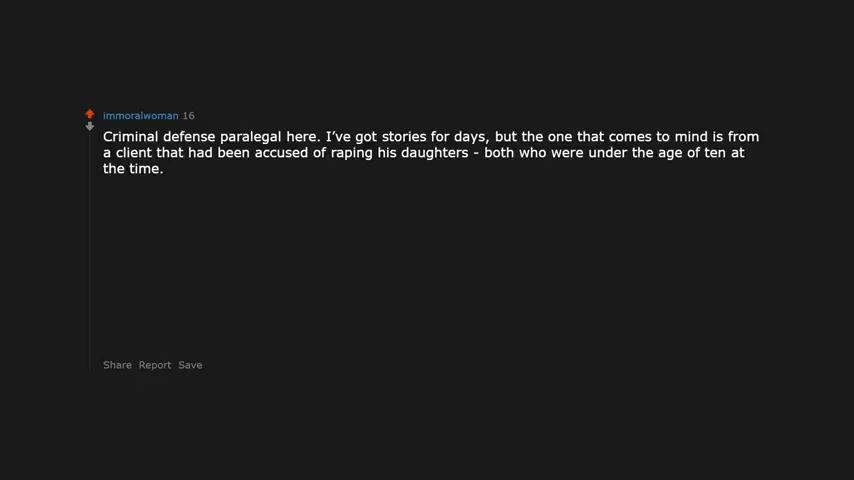 immoralwoman 16
Criminal defense paralegal here. I’ve got stories for days, but the one that comes to mind is from
a client that had been accused of raping his daughters - both who were under the age of ten at
the time.
Share Report Save